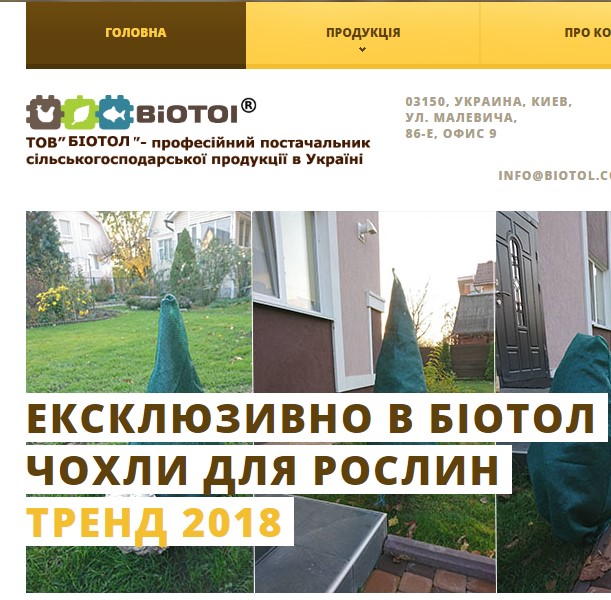 ГОЛОВНА
ПРОДУКЦІЯ
ПРО КО
BIOTOL®
ТОВ" БІОТОЛ "- професійний постачальник
сільськогосподарської продукції в Україні
03150, УКРАИНА, КИЕВ,
УЛ. МАЛЕВИЧА,
86-Е, ОФИС 9
INFO@BIOTOL.CO
ЕКСКЛЮЗИВНО В БІОТОЛ
ЧОХЛИ ДЛЯ РОСЛИН
ТРЕНД 2018